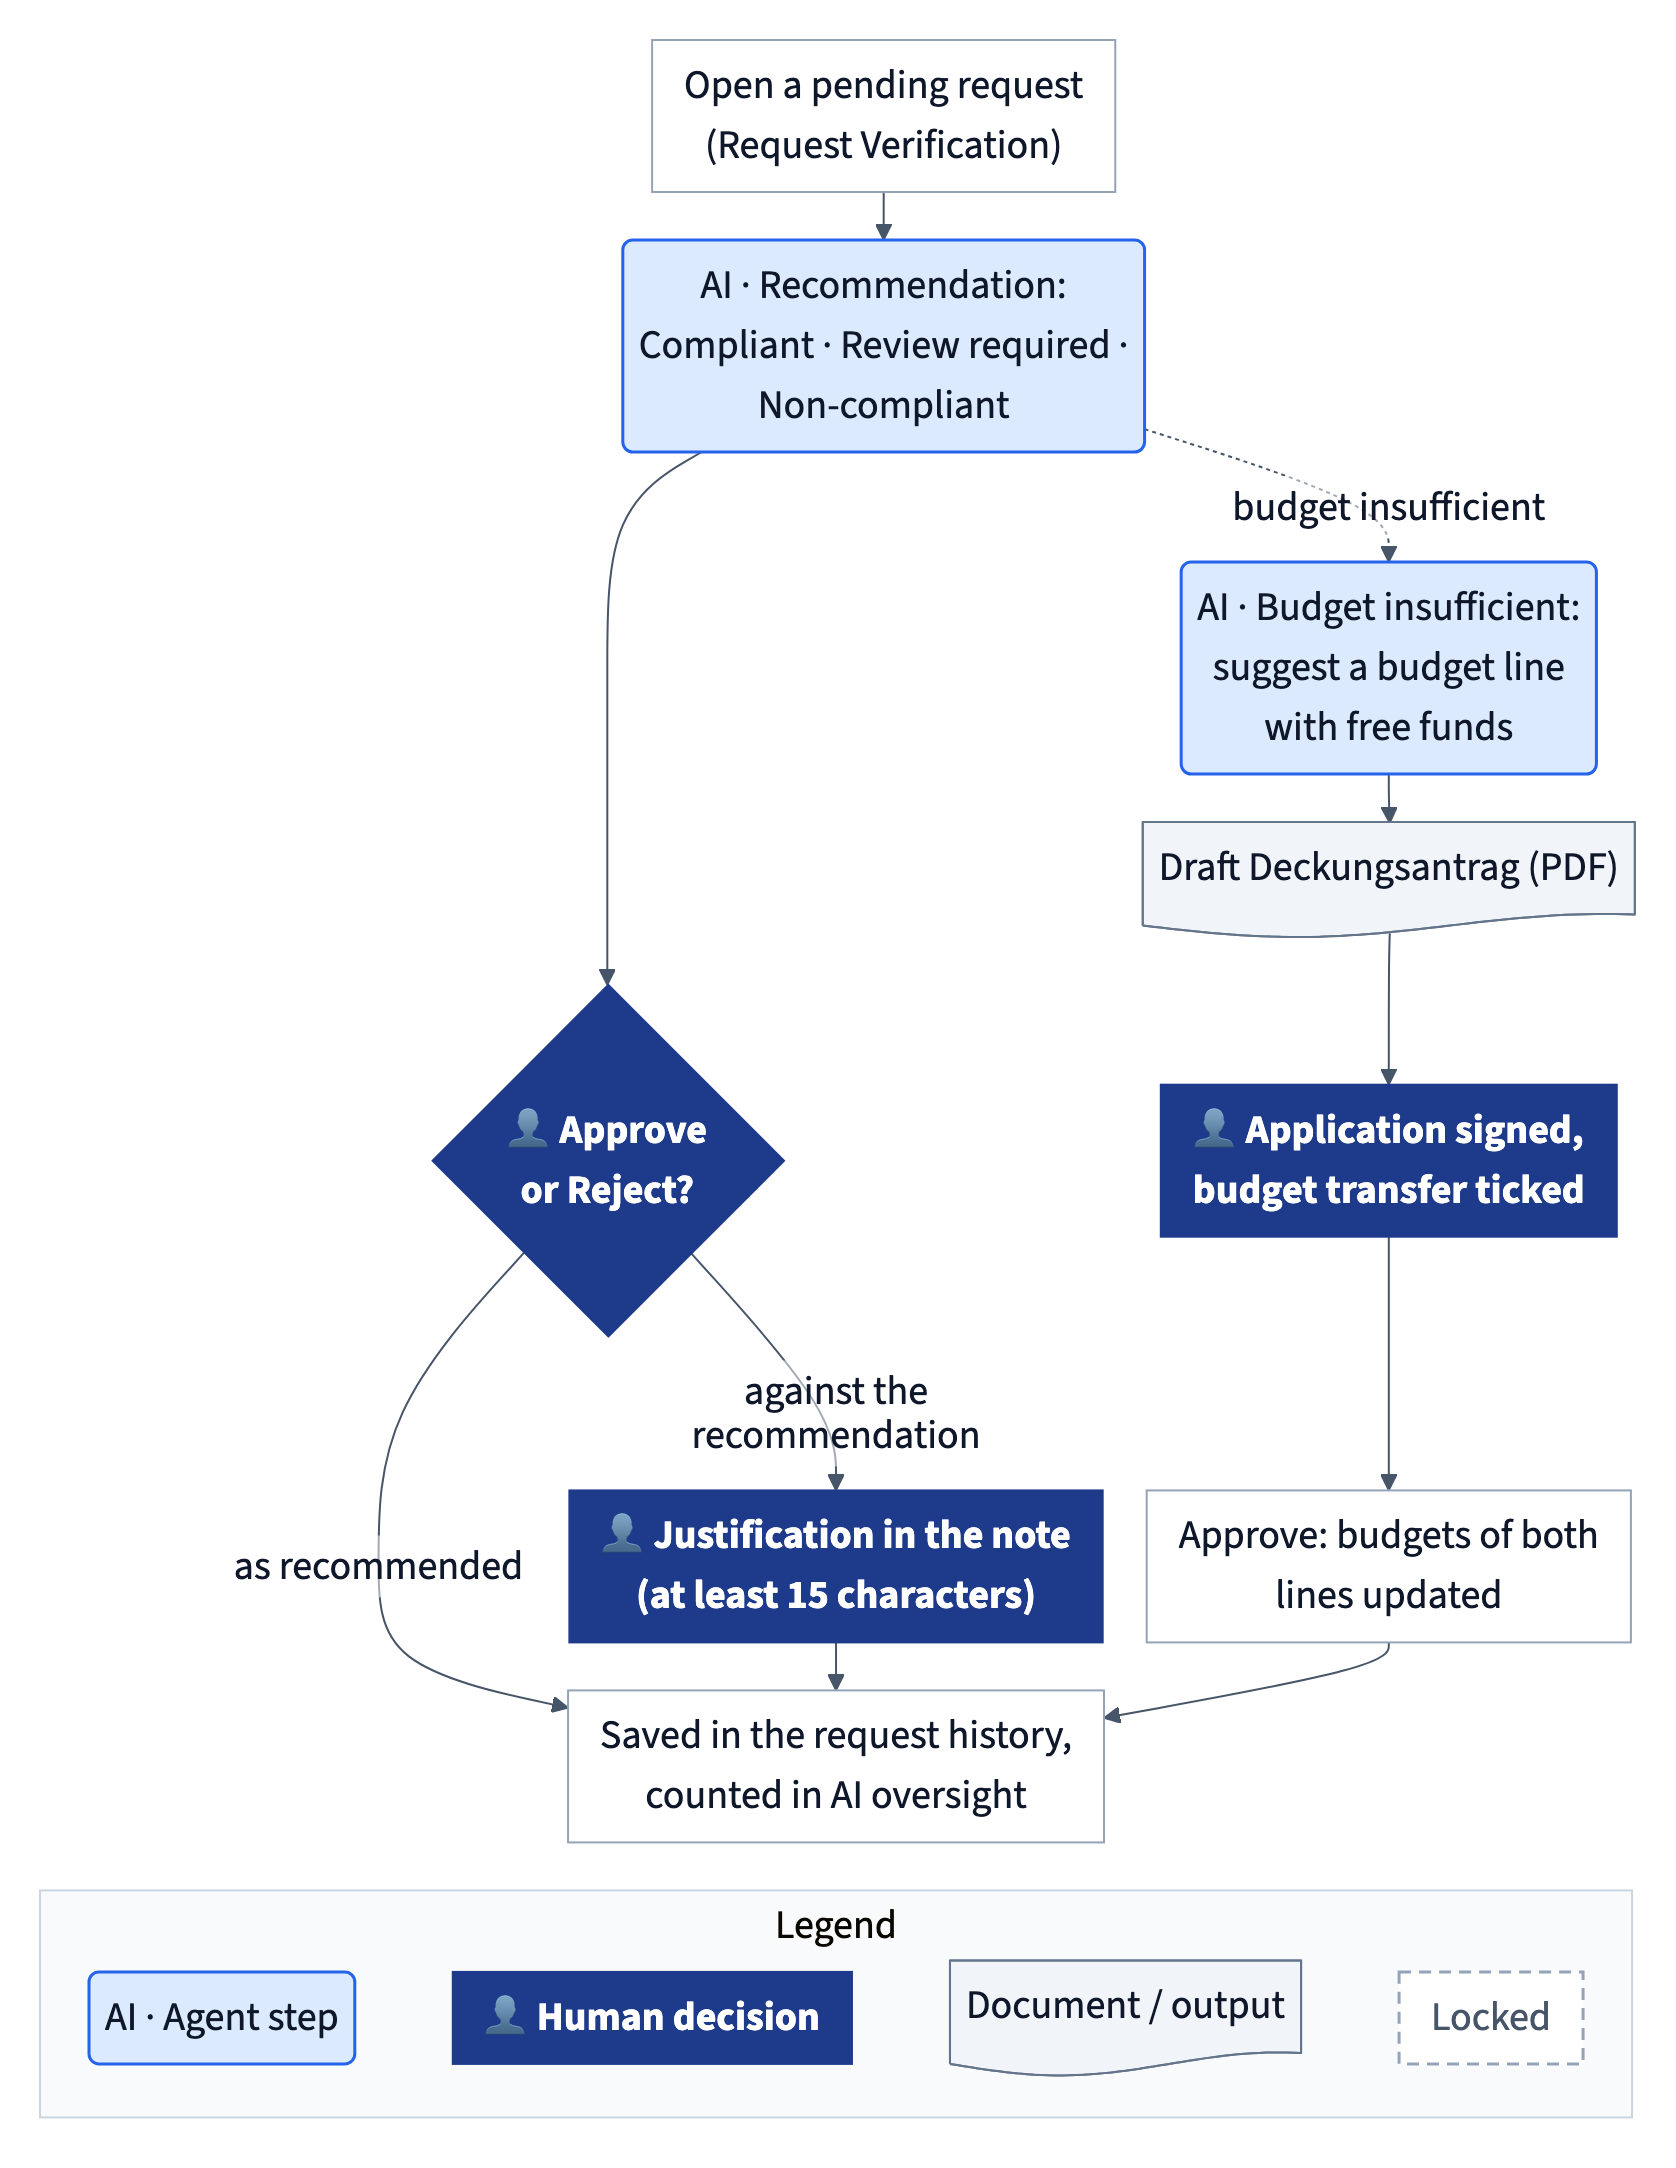 Open a pending request
(Request Verification)
AI · Recommendation:
Compliant · Review required ·
Non-compliant
budget insufficient
AI · Budget insufficient:
suggest a budget line
with free funds
Draft Deckungsantrag (PDF)
Approve
or Reject?
Application signed,
budget transfer ticked
against the
recommendation
as recommended
Justification in the note
(at least 15 characters)
Approve: budgets of both
lines updated
Saved in the request history,
counted in AI oversight
Legend
AI · Agent step
Human decision
Document / output
Locked